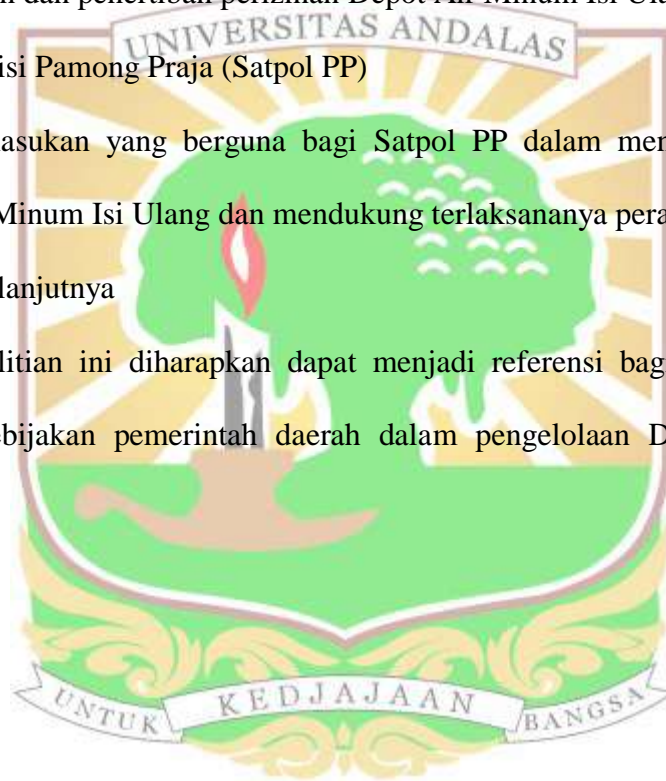 n dan penertiban perizinan Depot Air Minum Isi Ula
UNIVERSITAS ANDALAS
isi Pamong Praja (Satpol PP)
asukan yang berguna bagi Satpol PP dalam men
Minum Isi Ulang dan mendukung terlaksananya pera
lanjutnya
litian ini diharapkan dapat menjadi referensi bag
ebijakan pemerintah daerah dalam pengelolaan D
UNTUK KEDJAJAAN BANGSA